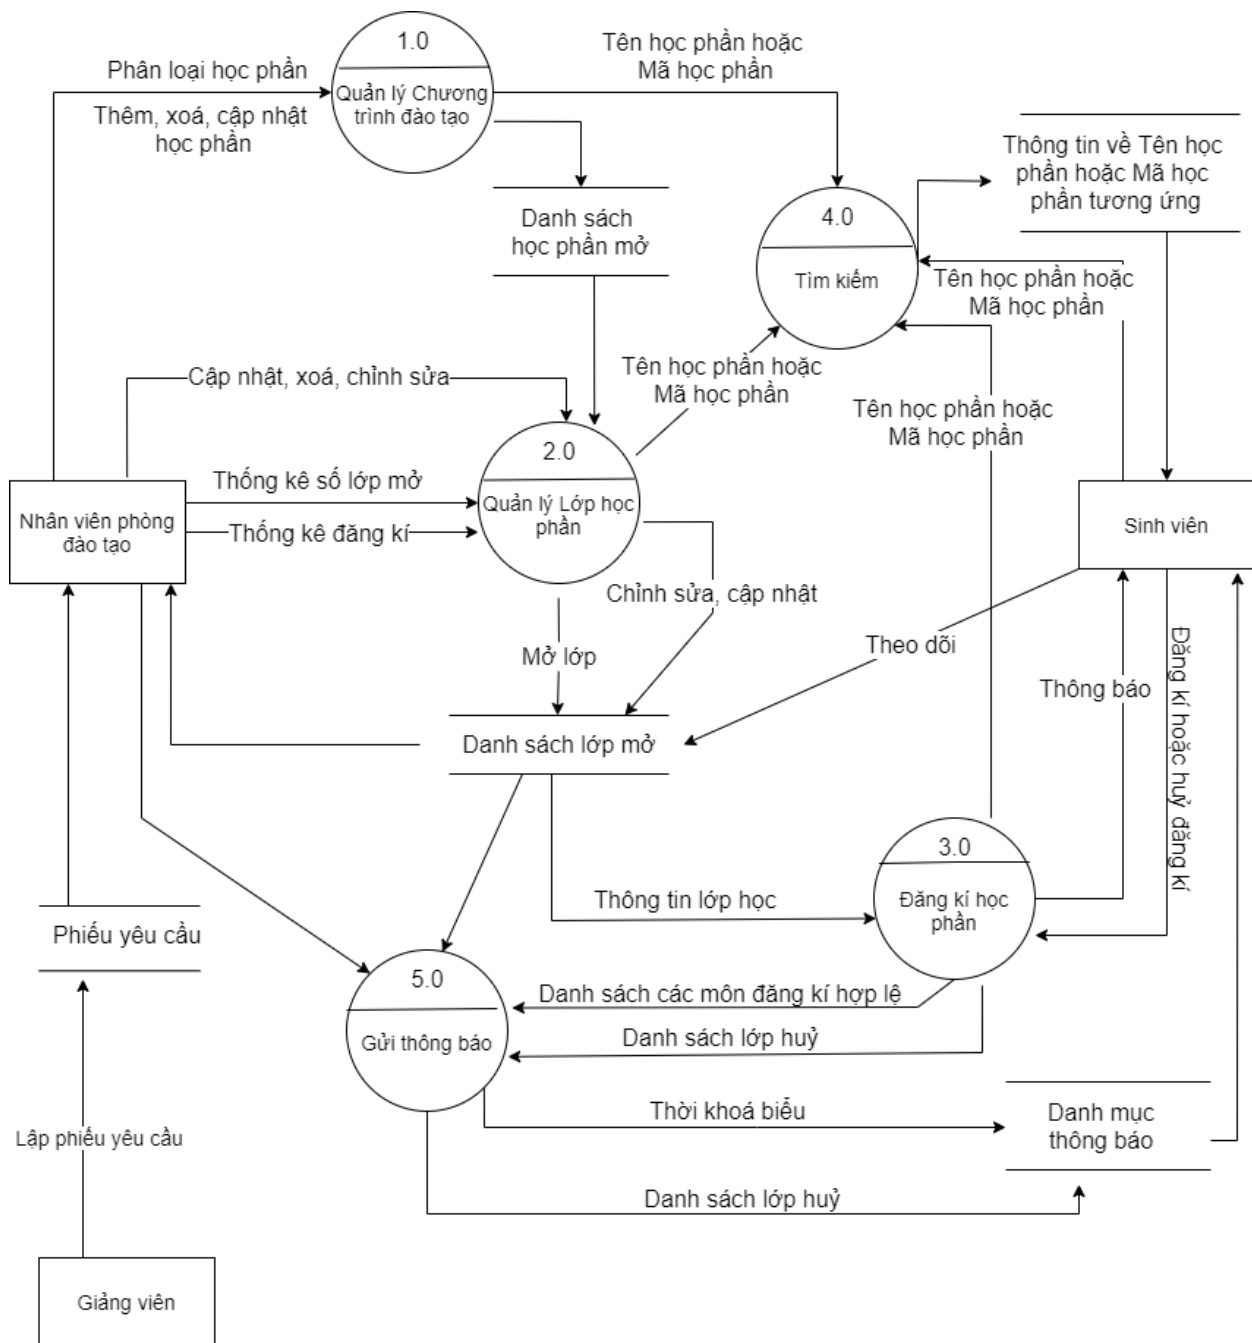 1.0
Quản lý Chương
trình đào tạo
Phân loại học phần
Thêm, xoá, cập nhật
học phần
Tên học phần hoặc
Mã học phần
Thông tin về Tên học
phần hoặc Mã học
phần tương ứng
Danh sách
học phần mở
4.0
Tìm kiếm
Tên học phần hoặc
Mã học phần
Cập nhật, xoá, chỉnh sửa
Tên học phần hoặc
Mã học phần
Tên học phần hoặc
Mã học phần
2.0
Quản lý Lớp học
phần
Thống kê số lớp mở
Thống kê đăng kí
Nhân viên phòng
đào tạo
Sinh viên
Chỉnh sửa, cập nhật
Mở lớp
Theo dõi
Thông báo
Đăng kí hoặc huỷ đăng kí
Danh sách lớp mở
3.0
Đăng kí học
phần
Thông tin lớp học
Phiếu yêu cầu
5.0
Gửi thông báo
Danh sách các môn đăng kí hợp lệ
Danh sách lớp huỷ
Thời khoá biểu
Danh mục
thông báo
Lập phiếu yêu cầu
Danh sách lớp huỷ
Giảng viên